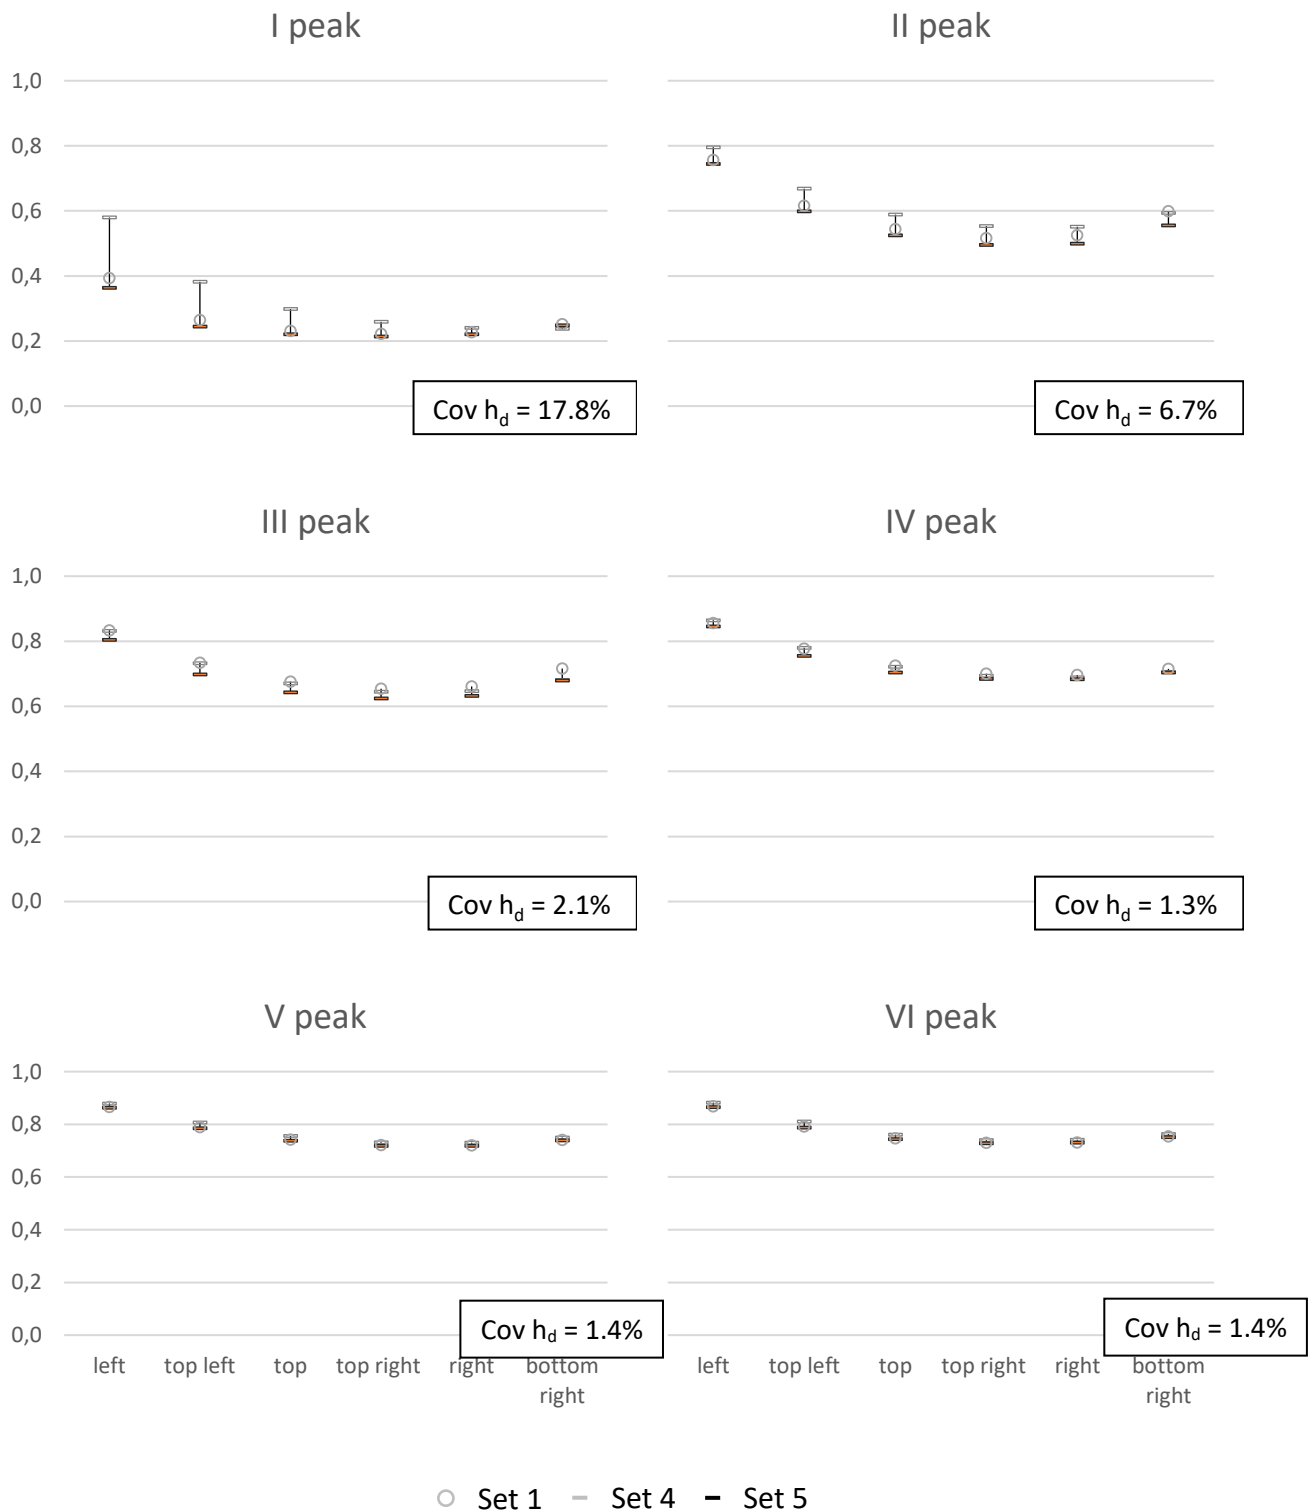 I peak
II peak
1,0
0,8
0,6
0,4
0,2
0,0
Cov hd = 17.8%
Cov hd = 6.7%
III peak
IV peak
1,0
0,8
0,6
0,4
0,2
0,0
Cov hd = 2.1%
Cov hd = 1.3%
V peak
VI peak
1,0
0,8
0,6
0,4
0,2
0,0
Cov hd = 1.4%
Cov hd = 1.4%
left top left top top right right bottom right
left top left top top right right bottom right
Set 1 Set 4 Set 5